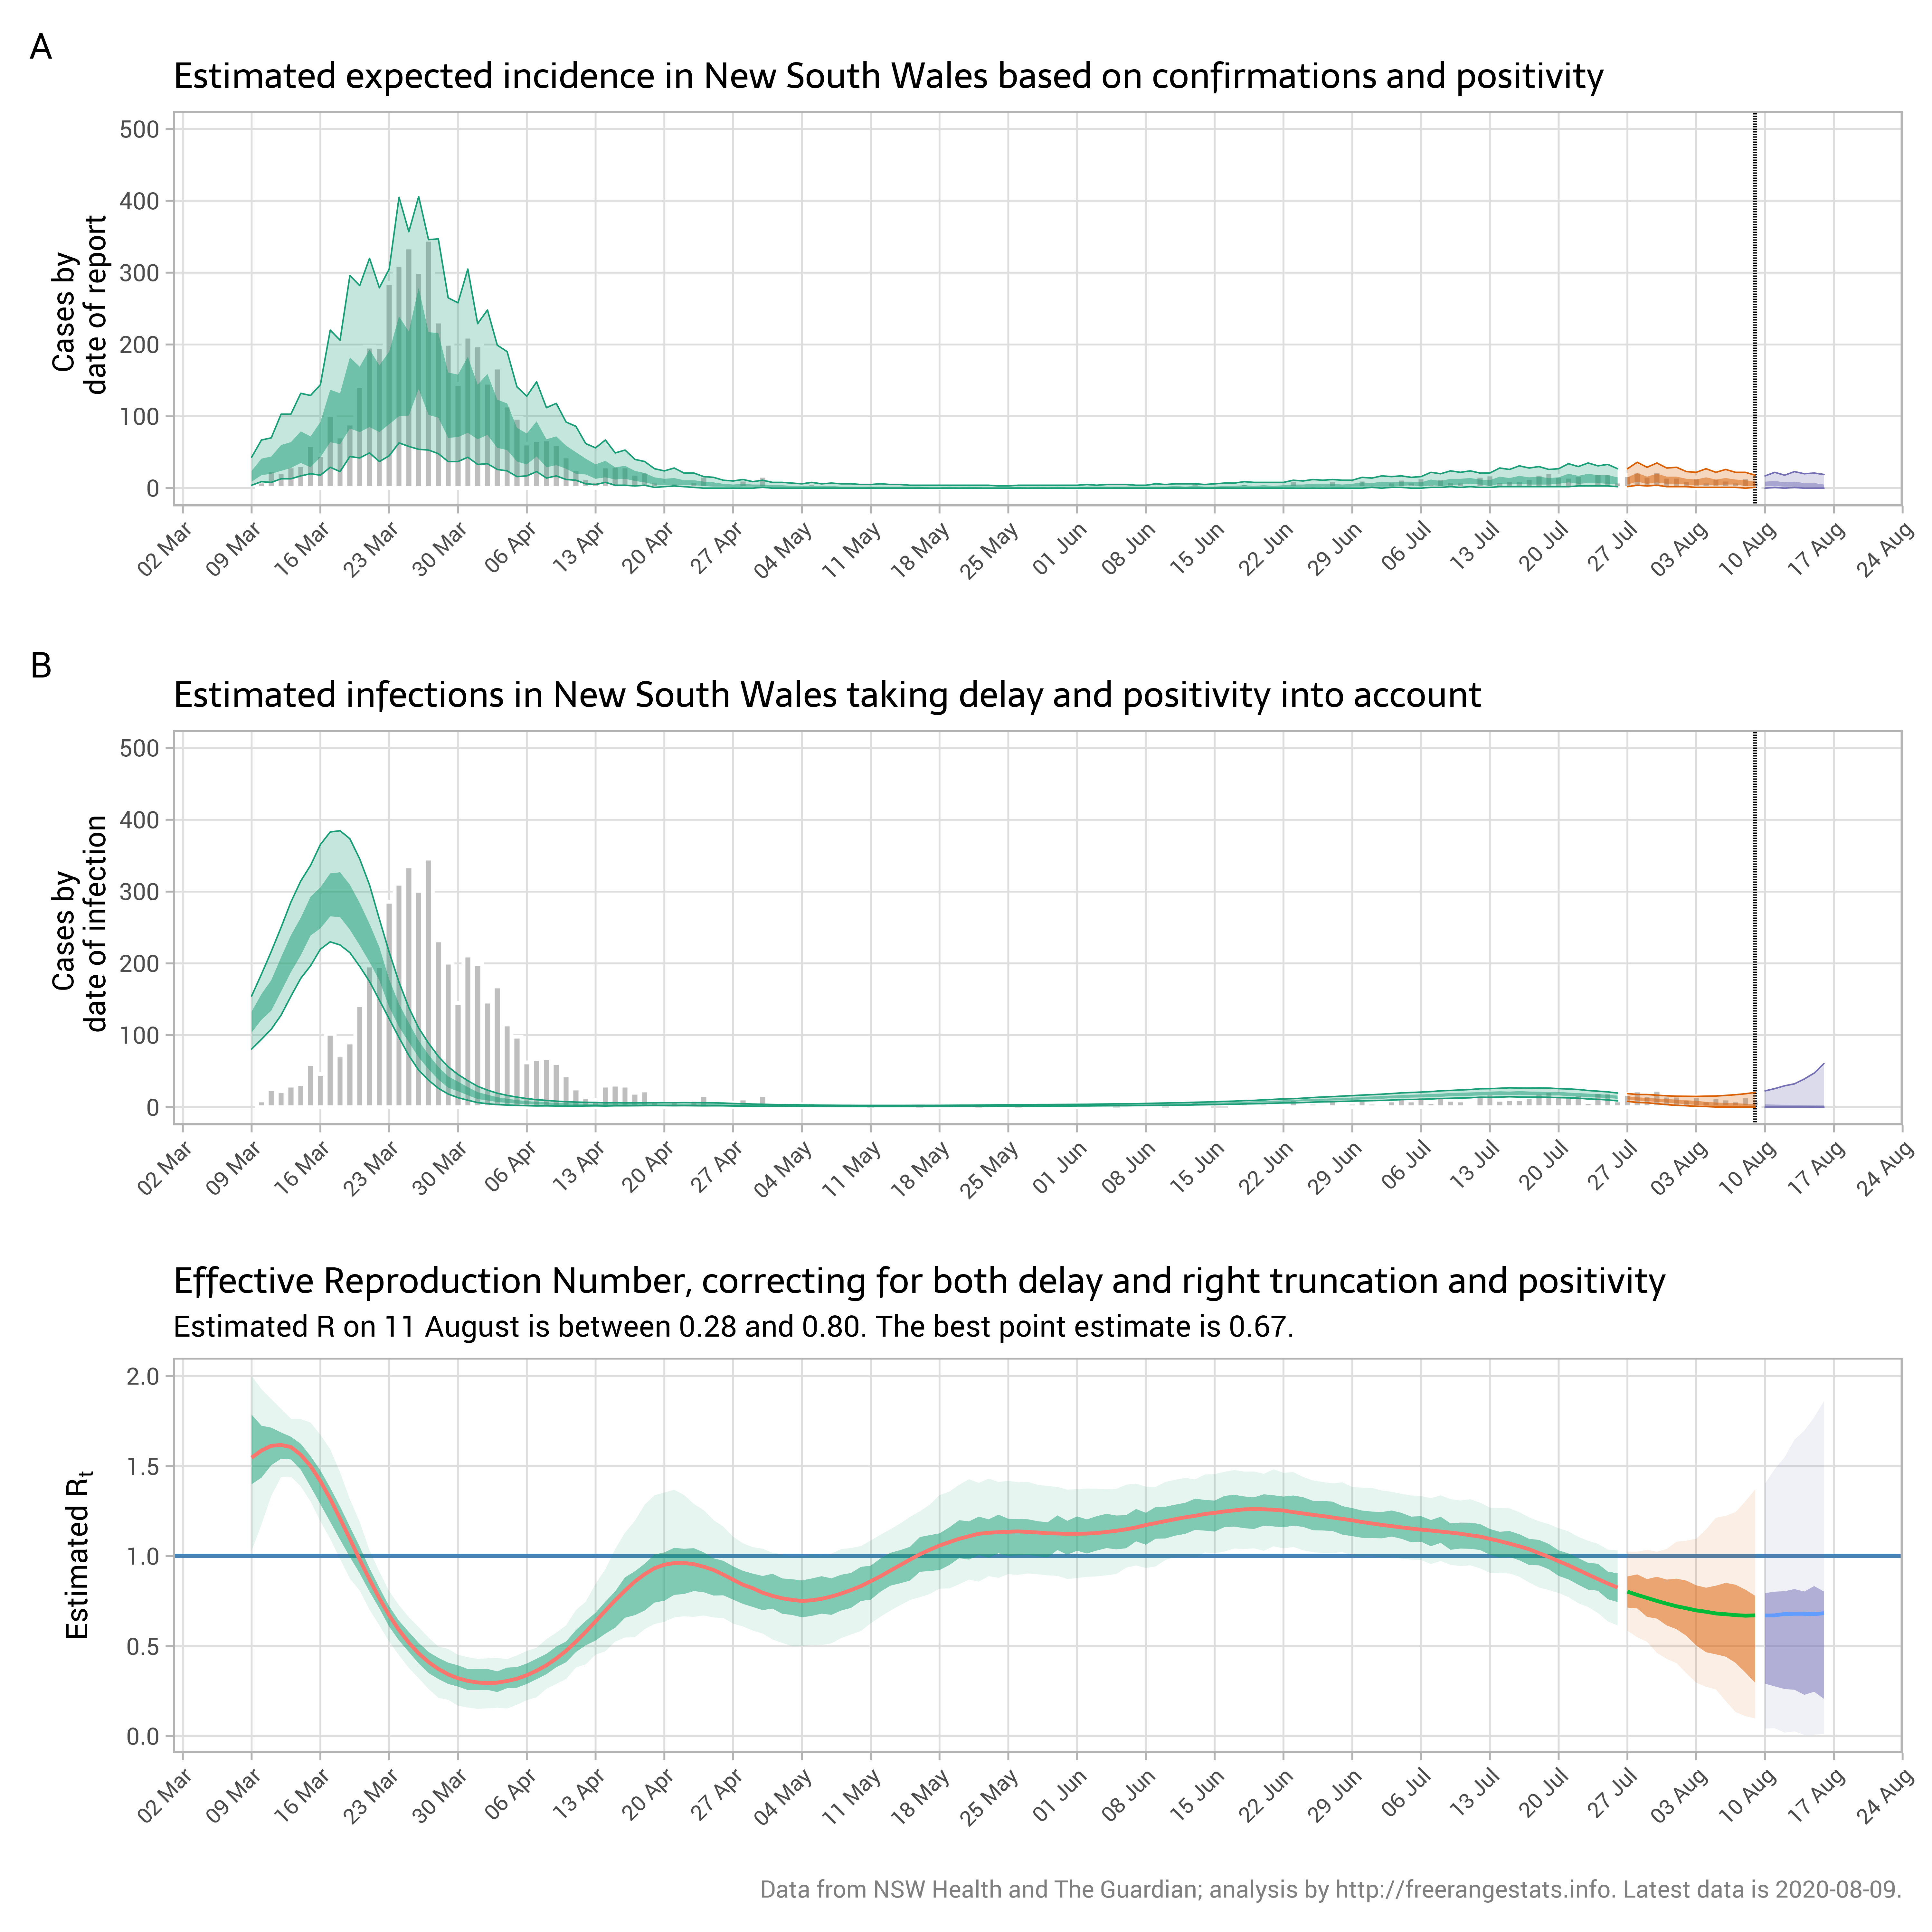 A
Estimated expected incidence in New South Wales based on confirmations and positivity
Cases by
date of report
500
400
300
200
100
0
02 Mar
09 Mar
16 Mar
23 Mar
30 Mar
06 Apr
13 Apr
20 Apr
27 Apr
04 May
11 May
18 May
25 May
01 Jun
08 Jun
15 Jun
22 Jun
29 Jun
06 Jul
13 Jul
20 Jul
27 Jul
03 Aug
10 Aug
17 Aug
24 Aug
B
Estimated infections in New South Wales taking delay and positivity into account
Cases by
date of infection
500
400
300
200
100
0
02 Mar
09 Mar
16 Mar
23 Mar
30 Mar
06 Apr
13 Apr
20 Apr
27 Apr
04 May
11 May
18 May
25 May
01 Jun
08 Jun
15 Jun
22 Jun
29 Jun
06 Jul
13 Jul
20 Jul
27 Jul
03 Aug
10 Aug
17 Aug
24 Aug
Effective Reproduction Number, correcting for both delay and right truncation and positivity
Estimated R on 11 August is between 0.28 and 0.80. The best point estimate is 0.67.
Estimated Rt
2.0
1.5
1.0
0.5
0.0
02 Mar
09 Mar
16 Mar
23 Mar
30 Mar
06 Apr
13 Apr
20 Apr
27 Apr
04 May
11 May
18 May
25 May
01 Jun
08 Jun
15 Jun
22 Jun
29 Jun
06 Jul
13 Jul
20 Jul
27 Jul
03 Aug
10 Aug
17 Aug
24 Aug
Data from NSW Health and The Guardian; analysis by http://freerangestats.info. Latest data is 2020-08-09.